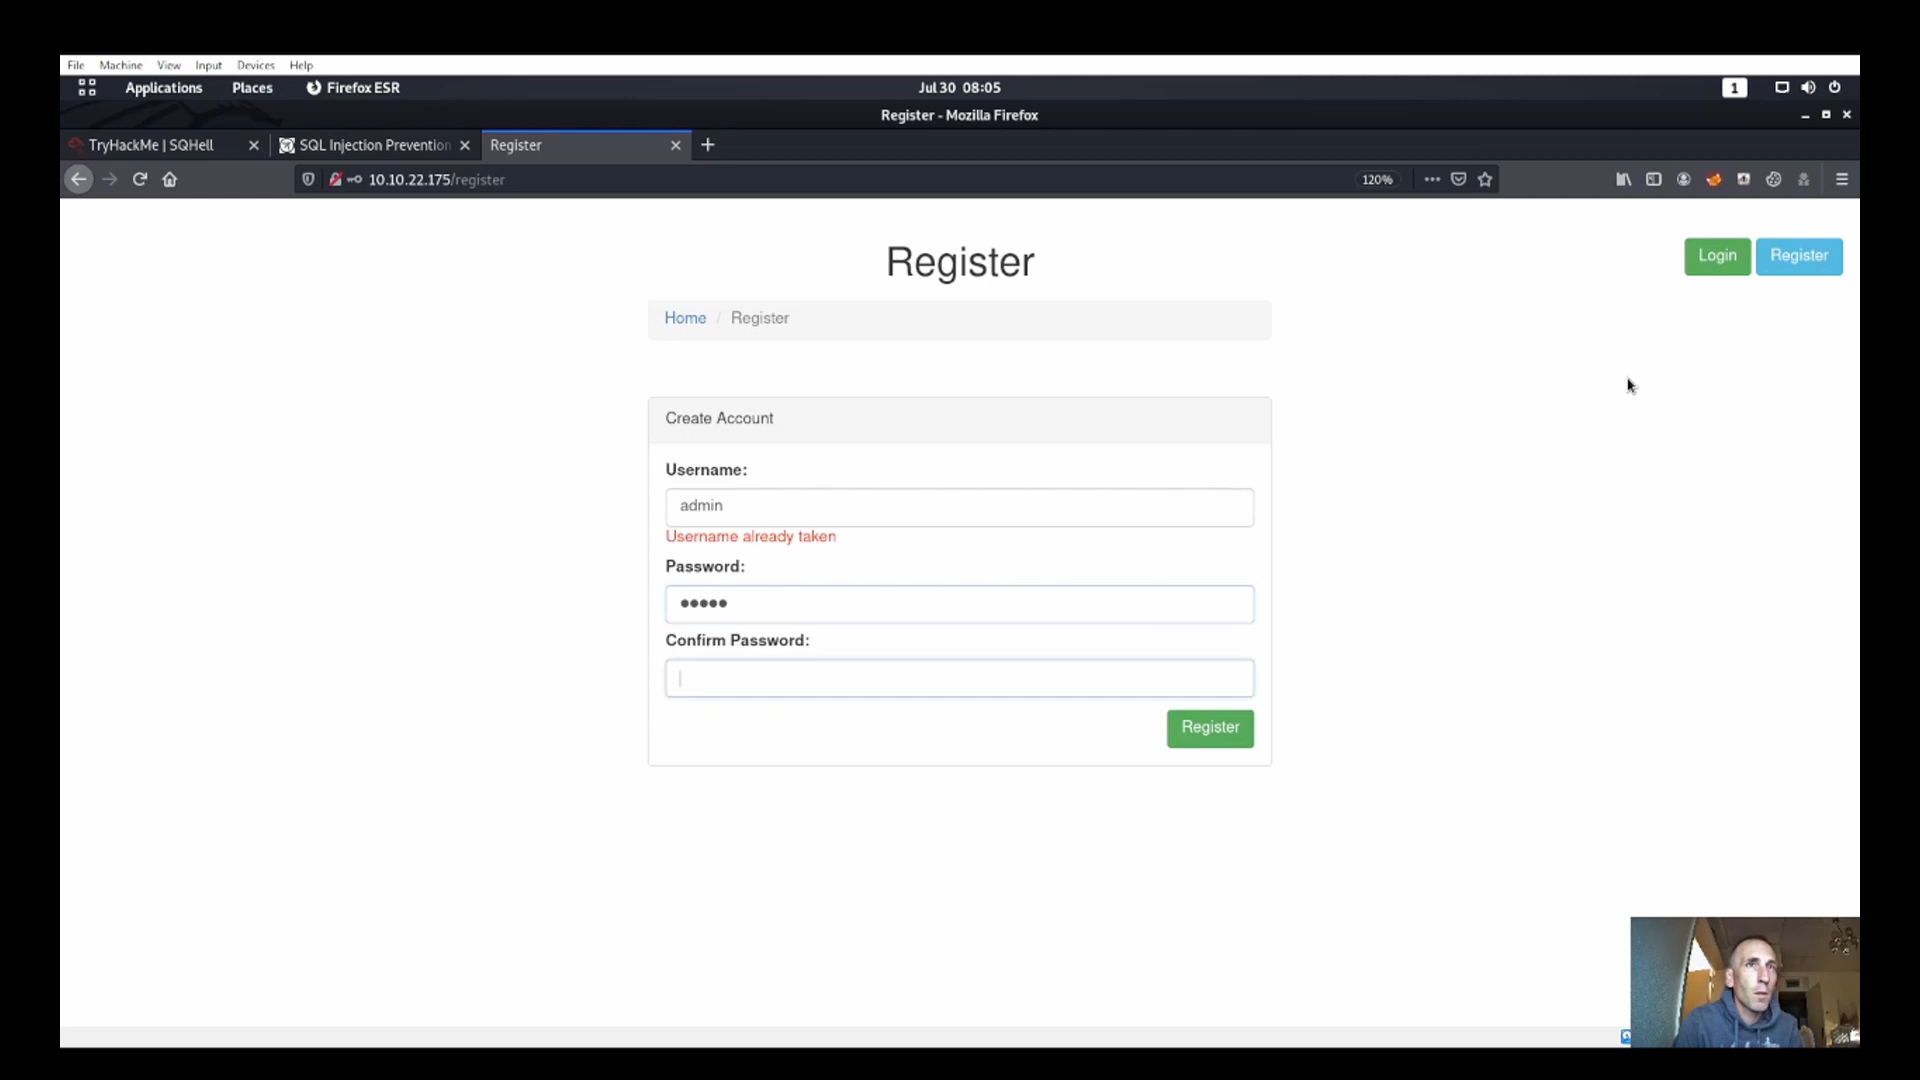 File Machine View Input Devices Help
Applications Places Firefox ESR Jul 30 08:05 1
Register - Mozilla Firefox
TryHackMe | SQHell SQL Injection Prevention Register
10.10.22.175/register 120%
Register
Login Register
Home / Register
Create Account
Username:
admin
Username already taken
Password:
•••••
Confirm Password:
Register